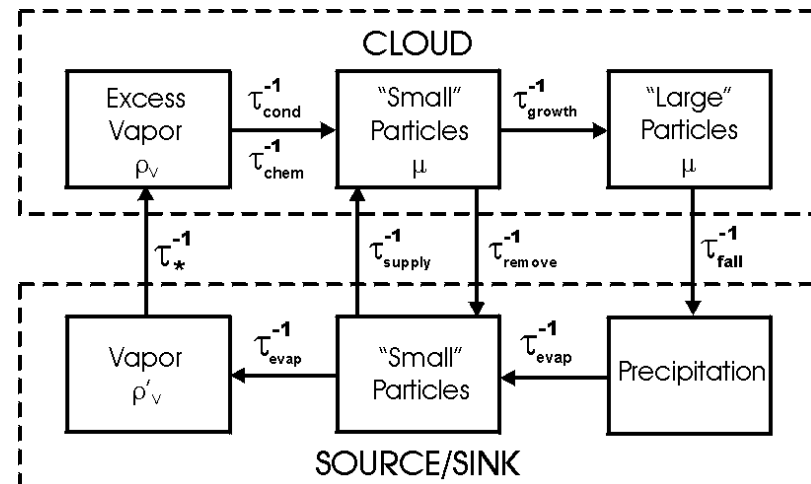 CLOUD
Excess
Vapor
ρv
τ-1cond
τ-1chem
“Small”
Particles
μ
τ-1growth
“Large”
Particles
μ
τ-1*
τ-1supply
τ-1remove
τ-1fall
Vapor
ρ'v
τ-1evap
“Small”
Particles
τ-1evap
Precipitation
SOURCE/SINK